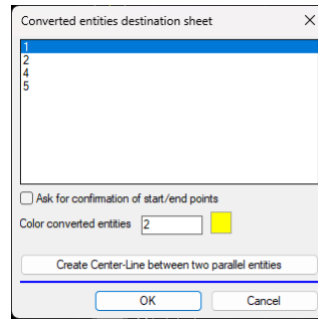 Converted entities destination sheet
1
2
4
5
Ask for confirmation of start/end points
Color converted entities 2
Create Center-Line between two parallel entities
OK Cancel